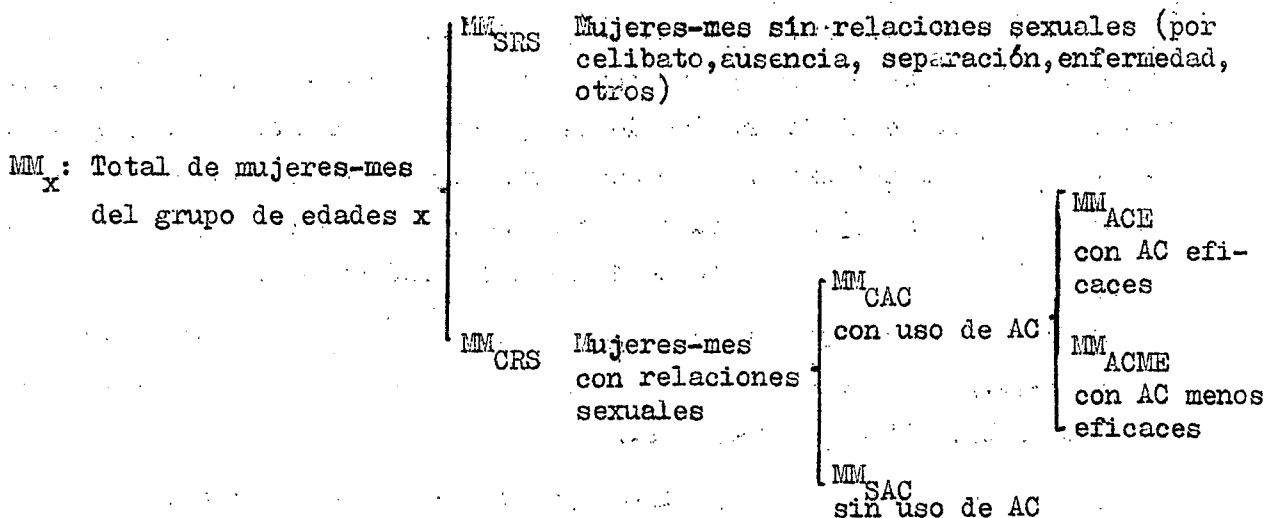 MM_SRS Mujeres-mes sin relaciones sexuales (por
celibato, ausencia, separación, enfermedad,
otros)
MM_x: Total de mujeres-mes
del grupo de edades x
MM_CRS Mujeres-mes
con relaciones
sexuales
MM_CAC
con uso de AC
MM_ACE
con AC efi-
caces
MM_ACME
con AC menos
eficaces
MM_SAC
sin uso de AC